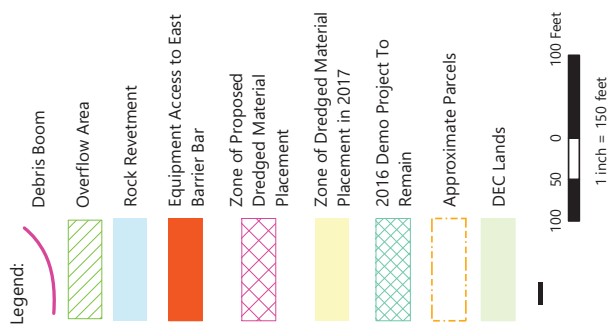 Legend:
Debris Boom
Overflow Area
Rock Revetment
Equipment Access to East
Barrier Bar
Zone of Proposed
Dredged Material
Placement
Zone of Dredged Material
Placement in 2017
2016 Demo Project To
Remain
Approximate Parcels
DEC Lands
100 50 0 100 Feet
1 inch = 150 feet